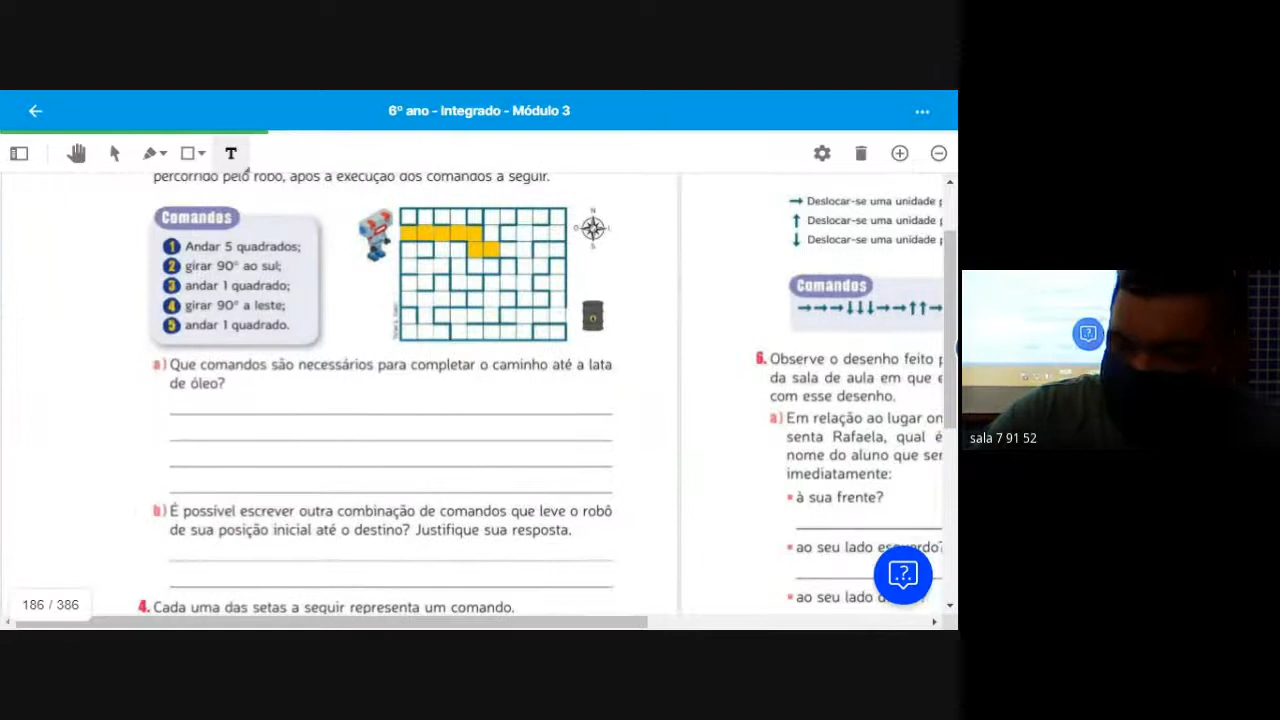 6º ano - Integrado - Módulo 3
T
percorrido pelo robô, após a execução dos comandos a seguir.
Comandos
1 Andar 5 quadrados;
2 girar 90° ao sul;
3 andar 1 quadrado;
4 girar 90° a leste;
5 andar 1 quadrado.
N
O L
S
a) Que comandos são necessários para completar o caminho até a lata
de óleo?
b) É possível escrever outra combinação de comandos que leve o robô
de sua posição inicial até o destino? Justifique sua resposta.
4. Cada uma das setas a seguir representa um comando.
186 / 386
→ Deslocar-se uma unidade
↑ Deslocar-se uma unidade
↓ Deslocar-se uma unidade
Comandos
→→→↓↓↓→→↑↑→
6. Observe o desenho feito
da sala de aula em que
com esse desenho.
a) Em relação ao lugar
senta Rafaela, qual é
nome do aluno que
imediatamente:
à sua frente?
ao seu lado esquerdo?
ao seu lado
sala 7 91 52